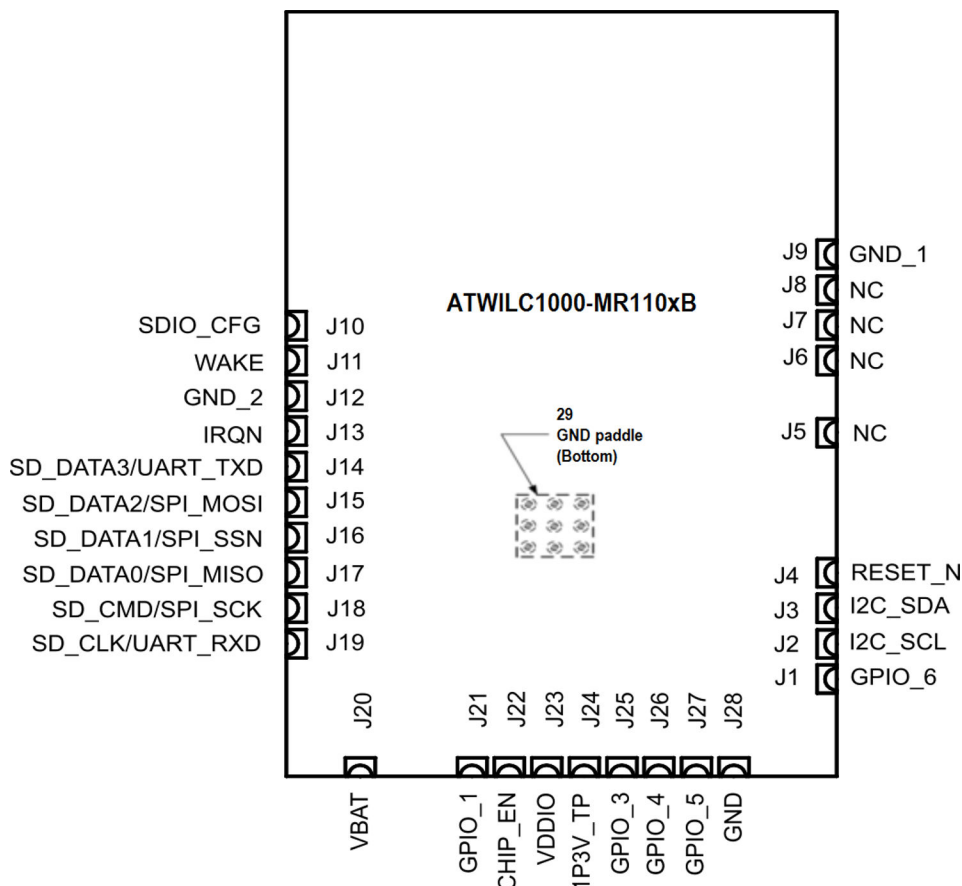 J9 GND_1
J8 NC
ATWILC1000-MR110xB
SDIO_CFG J10
J7 NC
WAKE J11
J6 NC
GND_2 J12
29
GND paddle
(Bottom)
IRQN J13
J5 NC
SD_DATA3/UART_TXD J14
SD_DATA2/SPI_MOSI J15
SD_DATA1/SPI_SSN J16
SD_DATA0/SPI_MISO J17
J4 RESET_N
SD_CMD/SPI_SCK J18
J3 I2C_SDA
SD_CLK/UART_RXD J19
J2 I2C_SCL
J1 GPIO_6
J20
J21
J22
J23
J24
J25
J26
J27
J28
VBAT
GPIO_1
CHIP_EN
VDDIO
1P3V_TP
GPIO_3
GPIO_4
GPIO_5
GND